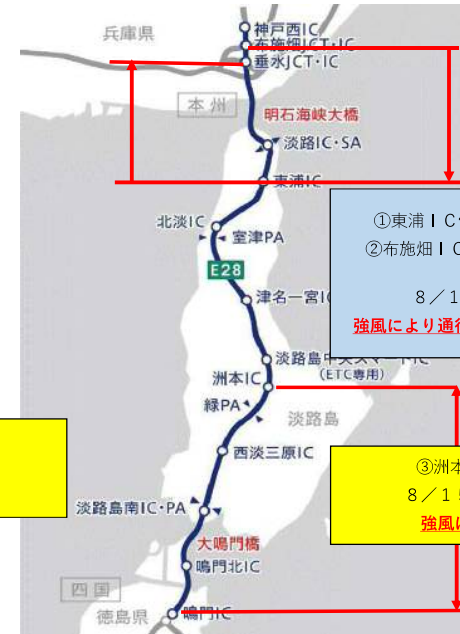 兵庫県
神戸西IC
布施畑JCT・IC
垂水JCT・IC
本州
明石海峡大橋
淡路IC・SA
東浦IC
北淡IC
室津PA
①東浦ＩＣ
②布施畑ＩＣ
E28
津名一宮IC
8／1
強風により通行
淡路島中央スマートIC
(ETC専用)
洲本IC
緑PA
淡路島
西淡三原IC
③洲本
8／1
強風に
淡路島南IC・PA
大鳴門橋
鳴門北IC
四国
徳島県
鳴門IC